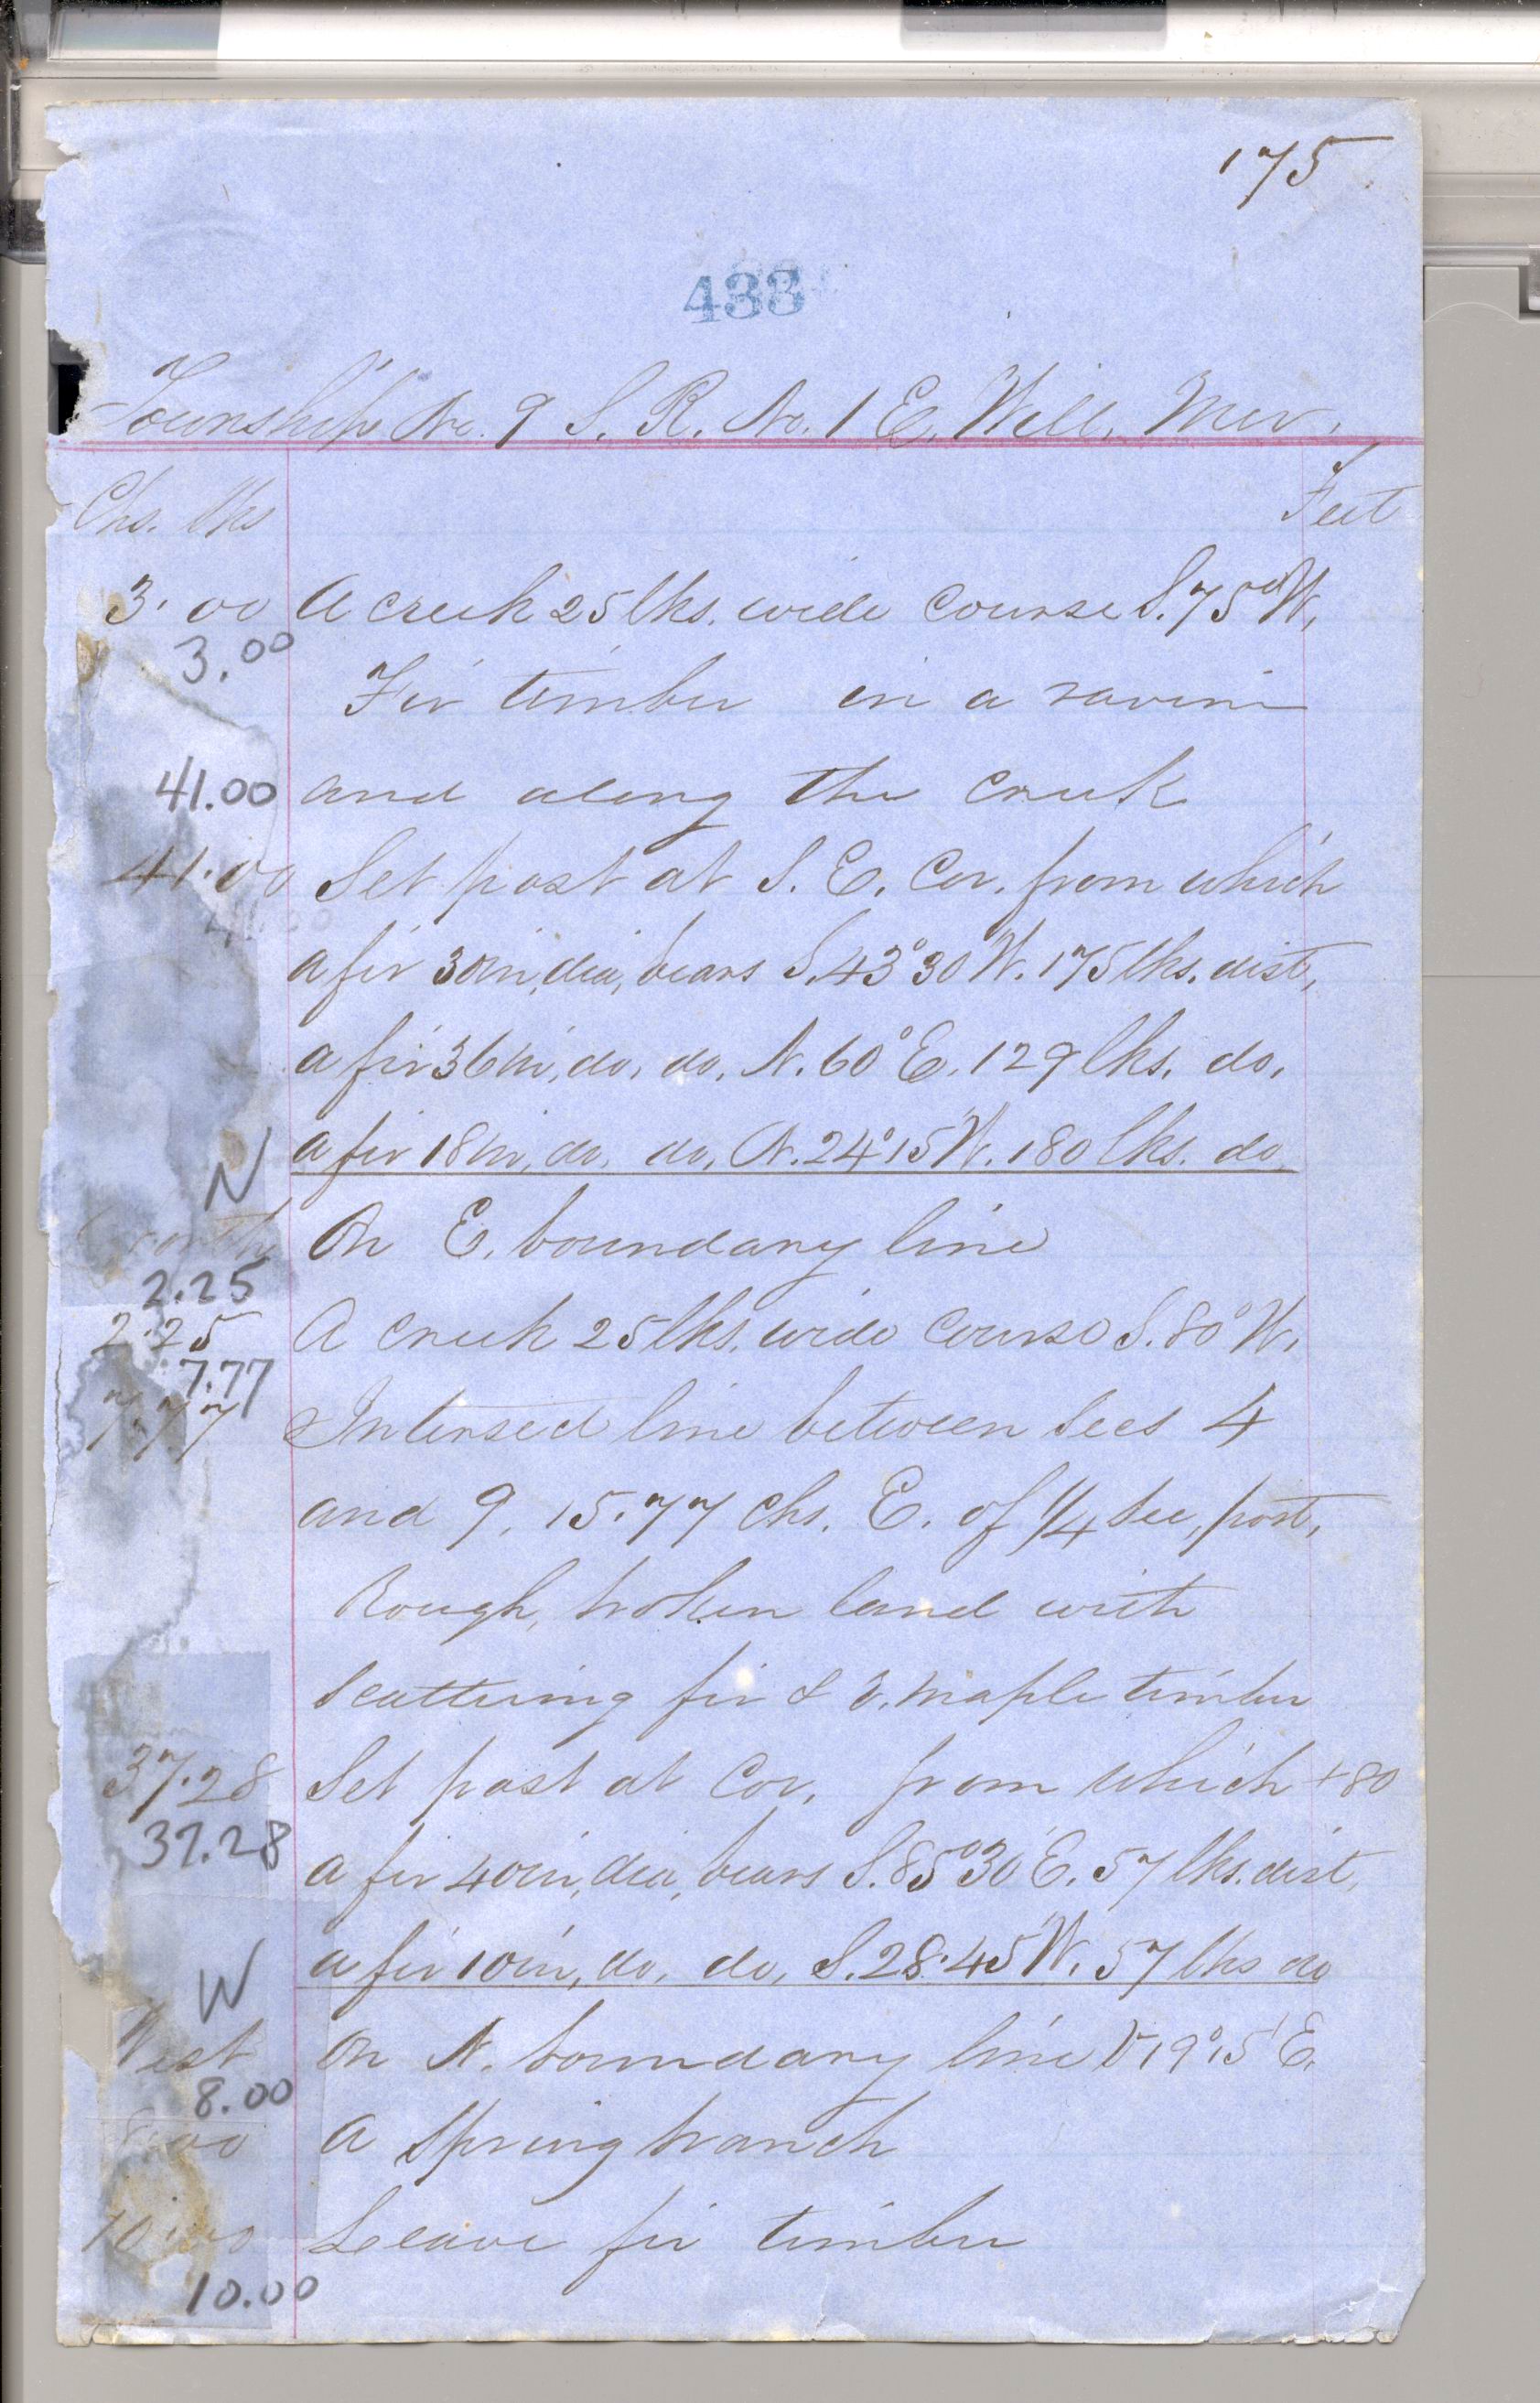 175
433
Township No. 9 S. R. No. 1 E. Will. Mer.
Chs. lks Feet
3.00 A creek 25 lks. wide course S. 75° W.
3.00
Fir timber in a ravine
41.00 and along the creek
41.00 Set post at S. E. Cor. from which
a fir 30 in, dia, bears S. 43° 30' W. 175 lks. dist,
a fir 36 in, do, do, N. 60° E. 129 lks. do,
a fir 18 in, do, do, N. 24° 15' W. 180 lks. do
N
North On E. boundary line
2.25
2.25 A creek 25 lks. wide course S. 80° W.
7.77
7.77 Intersect line between Secs 4
and 9, 15.77 chs. E. of 1/4 Sec, post,
Rough, broken land with
Scattering fir & V. maple timber
37.28 Set post at Cor. from which +80
37.28
a fir 40 in, dia, bears S. 85° 30' E. 57 lks. dist,
a fir 10 in, do, do, S. 28° 45' W. 57 lks do
W
West On N. boundary line V 19° 15' E.
8.00
8.00 A Spring branch
10.00 Leave fir timber
10.00